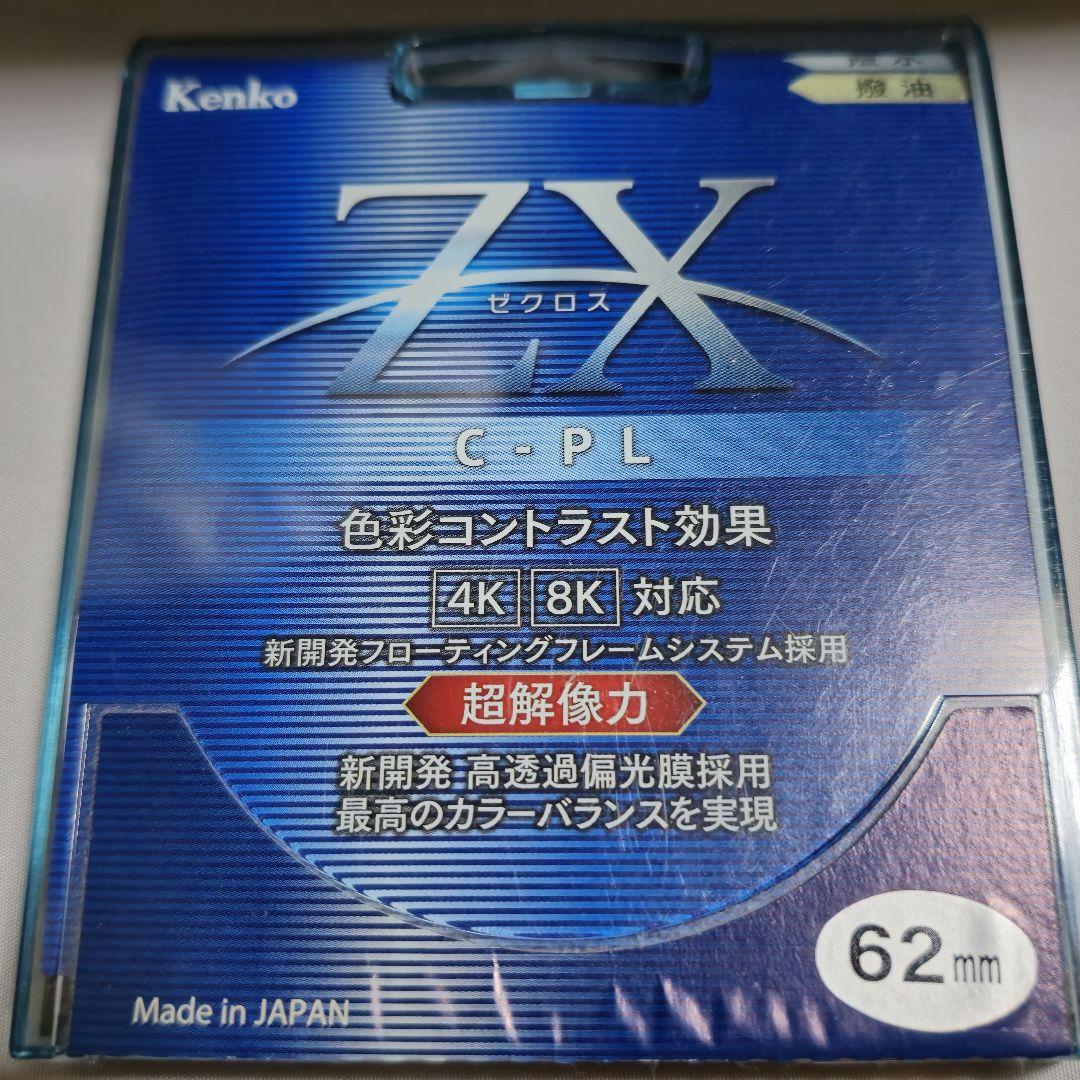 Kenko
撥油
ZX
ゼクロス
C-PL
色彩コントラスト効果
4K 8K 対応
新開発フローティングフレームシステム採用
超解像力
新開発 高透過偏光膜採用
最高のカラーバランスを実現
62mm
Made in JAPAN